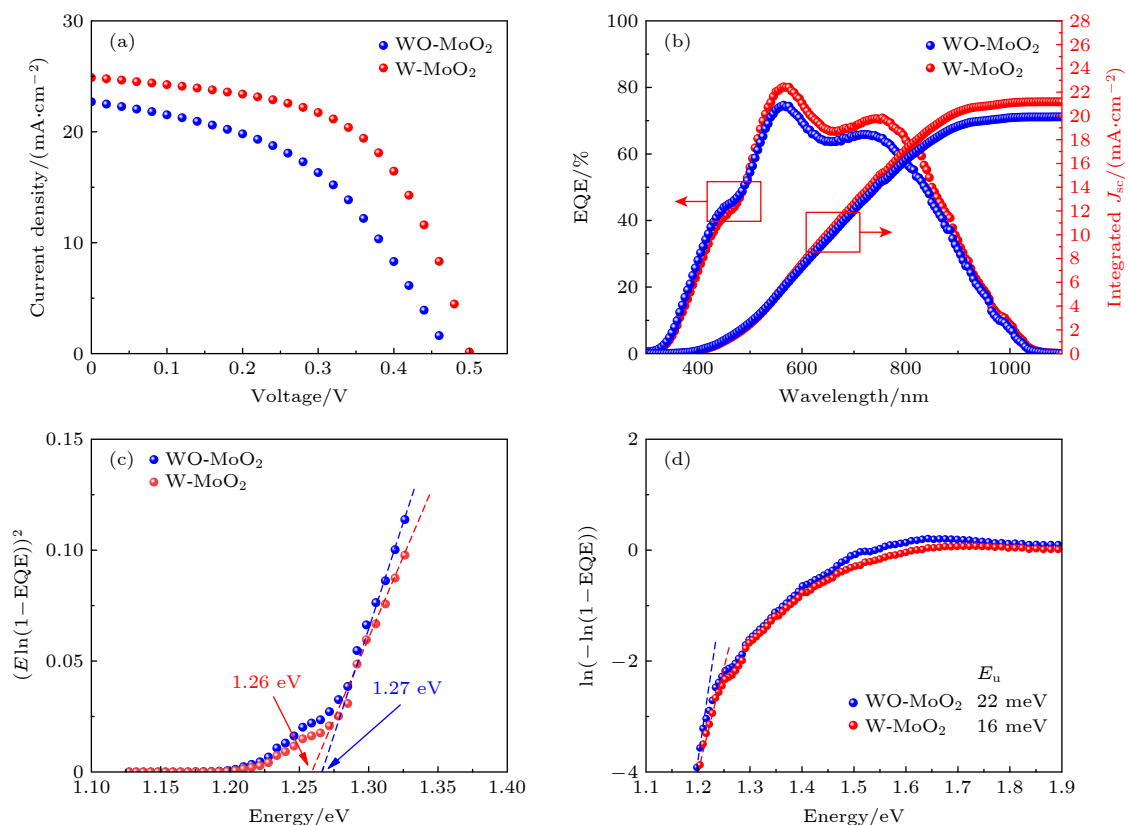 (a)
WO-MoO₂
W-MoO₂
30
20
10
0
Current density/(mA·cm⁻²)
0 0.1 0.2 0.3 0.4 0.5
Voltage/V
(b)
WO-MoO₂
W-MoO₂
100
80
60
40
20
0
EQE/%
28
26
24
22
20
18
16
14
12
10
8
6
4
2
0
Integrated Jsc/(mA·cm⁻²)
400 600 800 1000
Wavelength/nm
(c)
WO-MoO₂
W-MoO₂
0.15
0.10
0.05
0
(E ln(1−EQE))²
1.26 eV
1.27 eV
1.10 1.15 1.20 1.25 1.30 1.35 1.40
Energy/eV
(d)
2
0
−2
−4
ln(−ln(1−EQE))
Eu
WO-MoO₂ 22 meV
W-MoO₂ 16 meV
1.1 1.2 1.3 1.4 1.5 1.6 1.7 1.8 1.9
Energy/eV